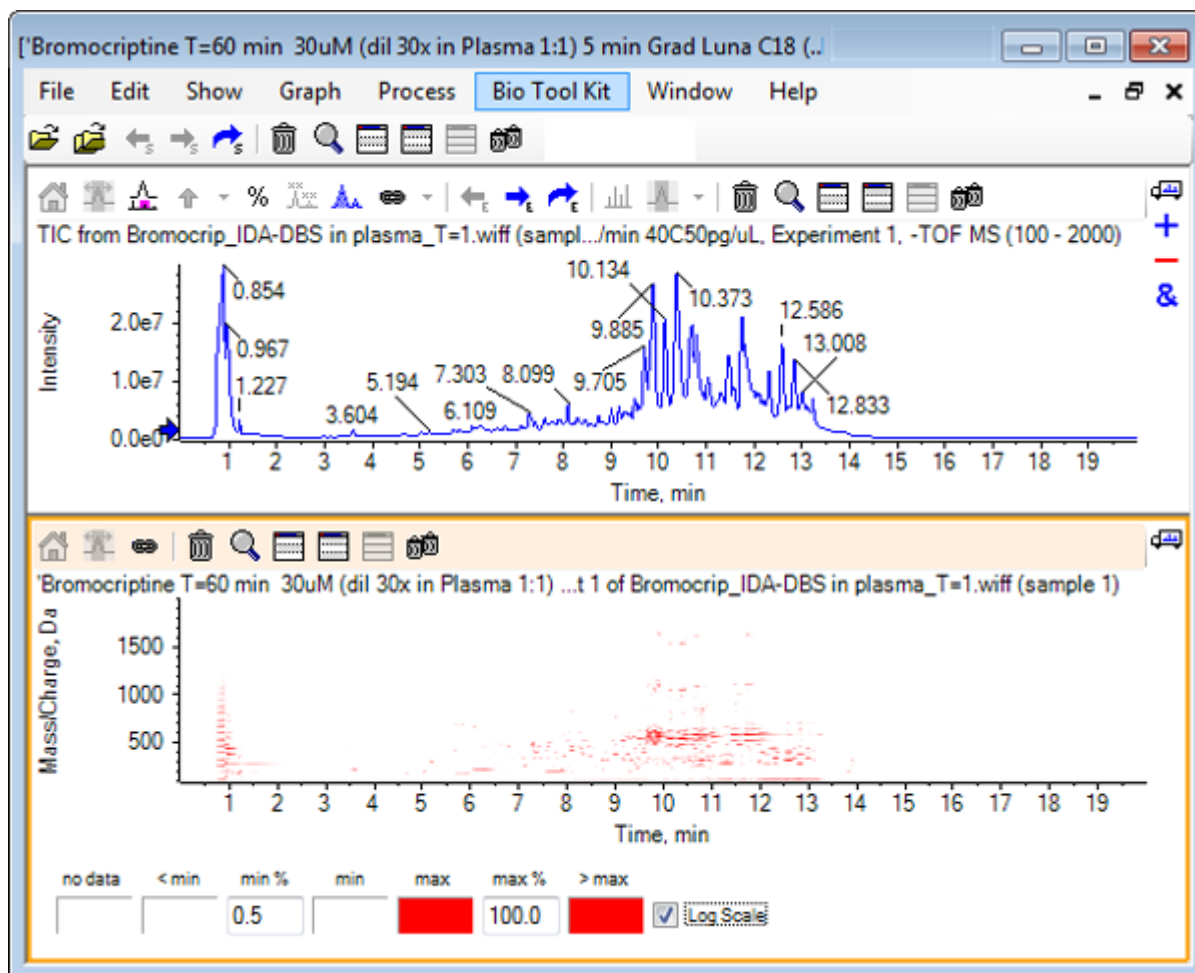 ['Bromocriptine T=60 min  30uM (dil 30x in Plasma 1:1) 5 min Grad Luna C18 (..
File Edit Show Graph Process Bio Tool Kit Window Help
% 
TIC from Bromocrip_IDA-DBS in plasma_T=1.wiff (sampl.../min 40C50pg/uL, Experiment 1, -TOF MS (100 - 2000)
Intensity
2.0e7
1.0e7
0.0e0
0.854
0.967
1.227
3.604
5.194
6.109
7.303
8.099
9.705
9.885
10.134
10.373
12.586
13.008
12.833
1 2 3 4 5 6 7 8 9 10 11 12 13 14 15 16 17 18 19
Time, min
'Bromocriptine T=60 min  30uM (dil 30x in Plasma 1:1) ...t 1 of Bromocrip_IDA-DBS in plasma_T=1.wiff (sample 1)
Mass/Charge, Da
1500
1000
500
1 2 3 4 5 6 7 8 9 10 11 12 13 14 15 16 17 18 19
Time, min
no data < min min % min max max % > max
0.5 100.0 Log Scale